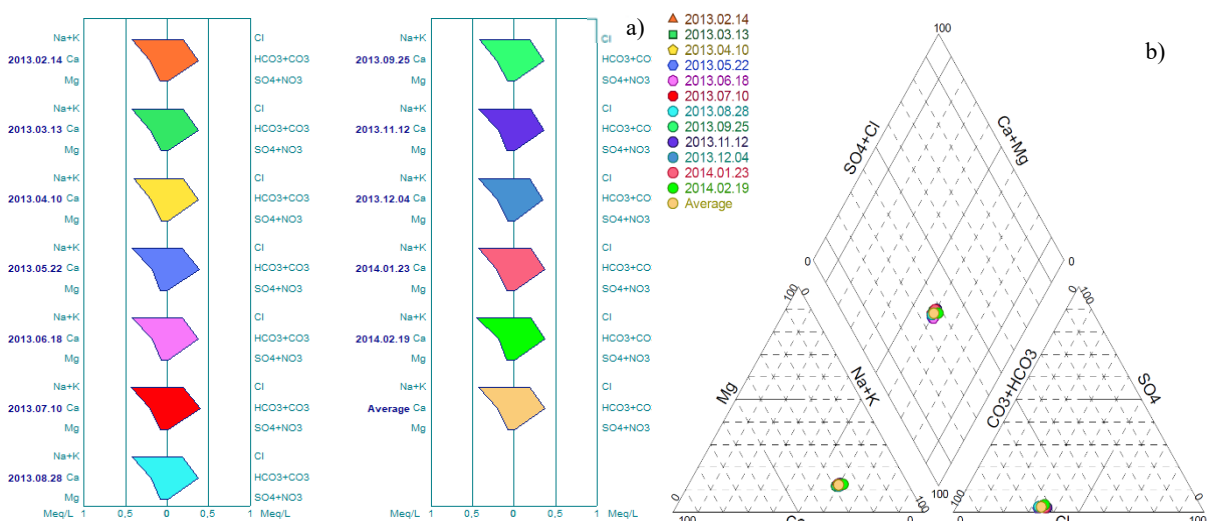 a)
Na+K Cl
2013.02.14 Ca HCO3+CO3
Mg SO4+NO3
Na+K Cl
2013.03.13 Ca HCO3+CO3
Mg SO4+NO3
Na+K Cl
2013.04.10 Ca HCO3+CO3
Mg SO4+NO3
Na+K Cl
2013.05.22 Ca HCO3+CO3
Mg SO4+NO3
Na+K Cl
2013.06.18 Ca HCO3+CO3
Mg SO4+NO3
Na+K Cl
2013.07.10 Ca HCO3+CO3
Mg SO4+NO3
Na+K Cl
2013.08.28 Ca HCO3+CO3
Mg SO4+NO3
Meq/L 1 0,5 0 0,5 1 Meq/L
Na+K Cl
2013.09.25 Ca HCO3+CO
Mg SO4+NO3
Na+K Cl
2013.11.12 Ca HCO3+CO
Mg SO4+NO3
Na+K Cl
2013.12.04 Ca HCO3+CO
Mg SO4+NO3
Na+K Cl
2014.01.23 Ca HCO3+CO
Mg SO4+NO3
Na+K Cl
2014.02.19 Ca HCO3+CO
Mg SO4+NO3
Na+K Cl
Average Ca HCO3+CO
Mg SO4+NO3
1 0,5 0 0,5 1 Meq/L
2013.02.14
2013.03.13
2013.04.10
2013.05.22
2013.06.18
2013.07.10
2013.08.28
2013.09.25
2013.11.12
2013.12.04
2014.01.23
2014.02.19
Average
b)
100
SO4+Cl
Ca+Mg
0
0
100
0
0
100
Mg
Na+K
CO3+HCO3
SO4
0
100
100
0
100
0
0
100
Ca
Cl